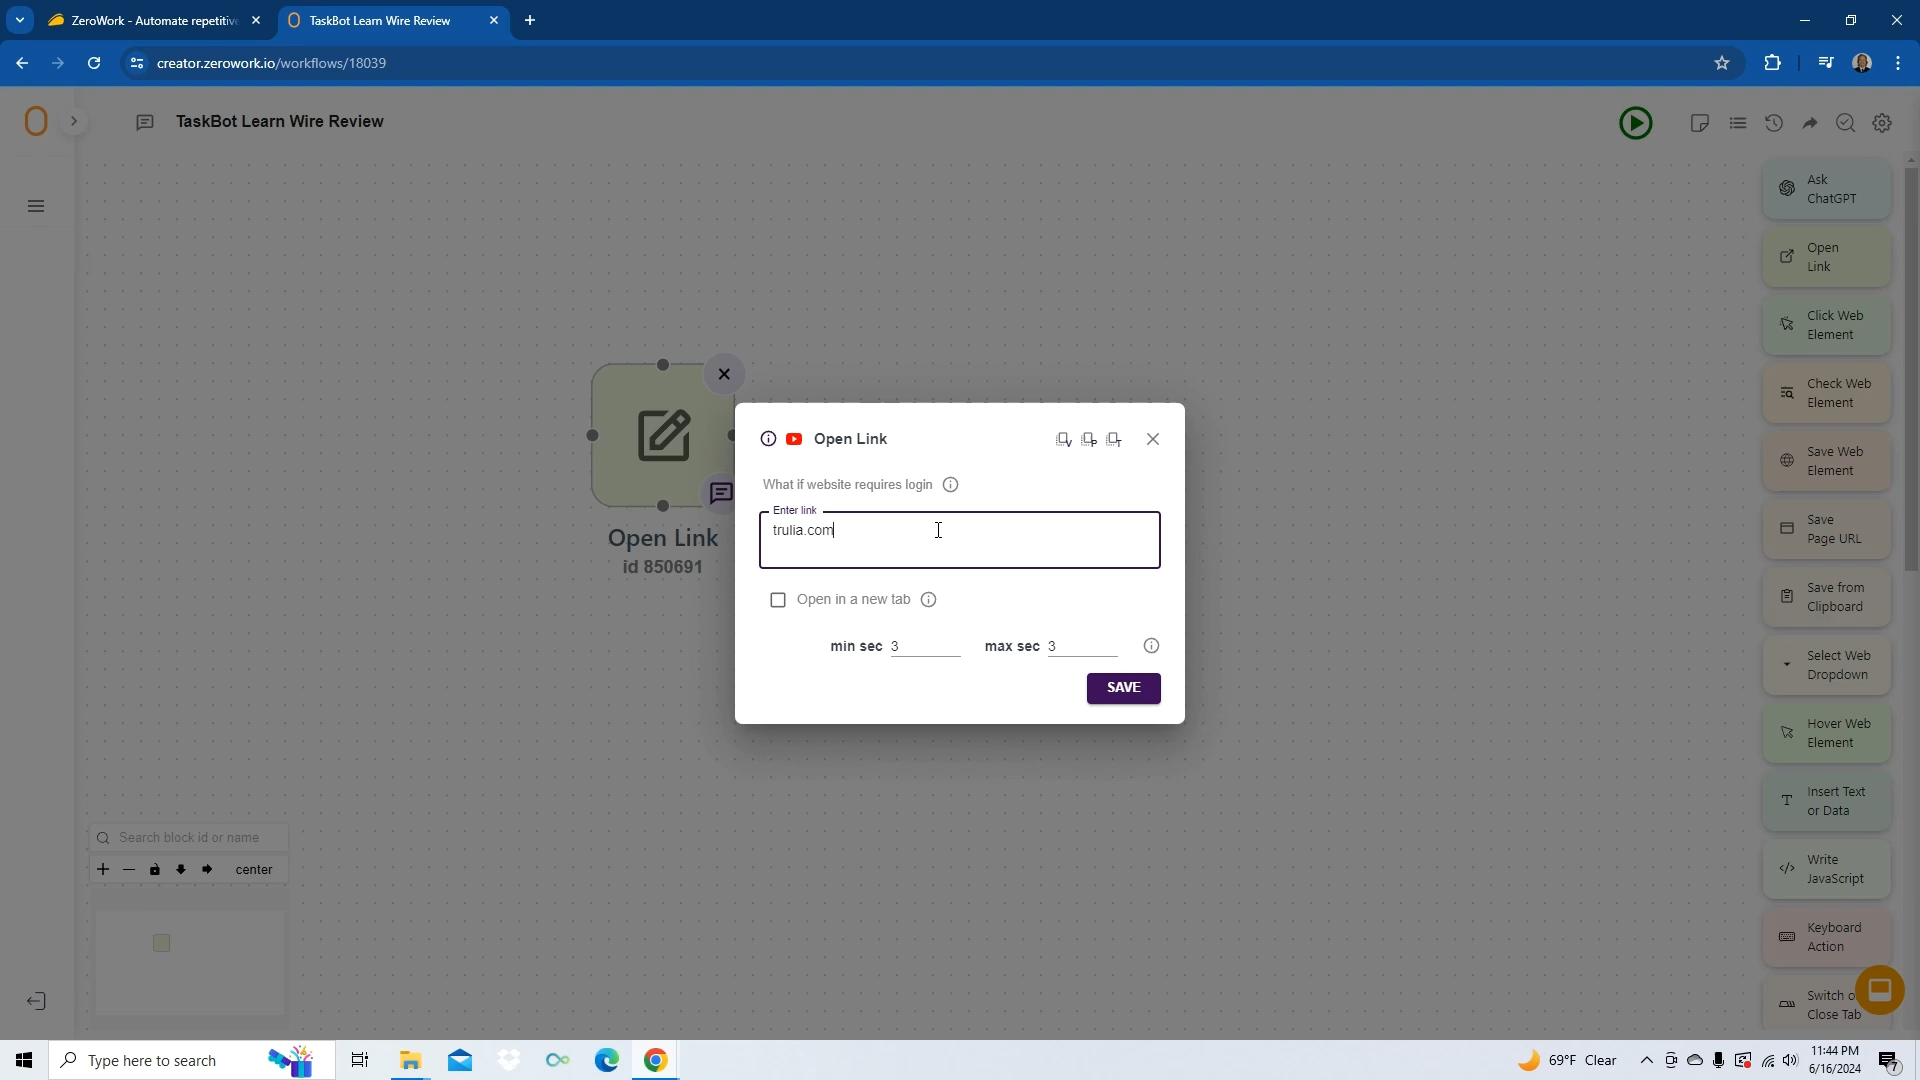 ZeroWork - Automate repetitiv
TaskBot Learn Wire Review
creator.zerowork.io/workflows/18039
TaskBot Learn Wire Review
Ask
ChatGPT
Open
Link
Click Web
Element
Check Web
Element
Save Web
Element
Save
Page URL
Save from
Clipboard
Select Web
Dropdown
Hover Web
Element
Insert Text
or Data
Write
JavaScript
Keyboard
Action
Switch o
Close Tab
Open Link
id 850691
Open Link
V
P
T
What if website requires login
Enter link
trulia.com
Open in a new tab
min sec 3
max sec 3
SAVE
Search block id or name
center
Type here to search
69°F Clear
11:44 PM
6/16/2024
7